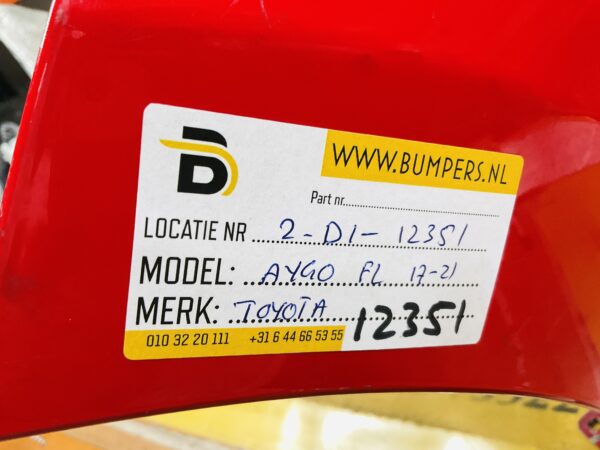 B
WWW.BUMPERS.NL
Part nr.
LOCATIE NR 2-D1-12351
MODEL: AYGO FL 17-21
MERK: TOYOTA 12351
010 32 20 111 +31 6 44 66 53 55